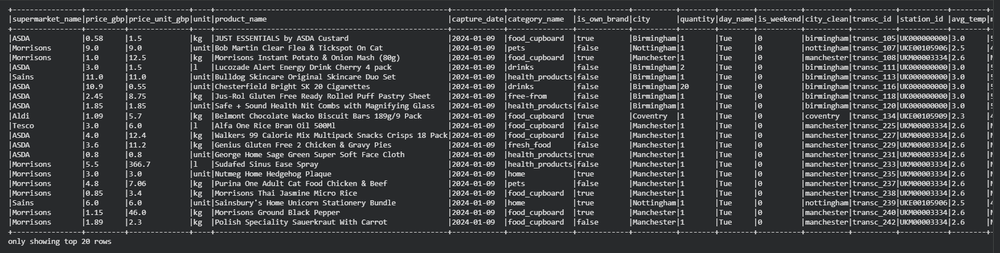 +----------------+---------+--------------+----+--------------------------------------------------+------------+---------------+------------+----------+--------+--------+----------+----------+----------+-----------+--------+-
|supermarket_name|price_gbp|price_unit_gbp|unit|product_name                                      |capture_date|category_name  |is_own_brand|city      |quantity|day_name|is_weekend|city_clean|transc_id |station_id |avg_temp|
+----------------+---------+--------------+----+--------------------------------------------------+------------+---------------+------------+----------+--------+--------+----------+----------+----------+-----------+--------+-
|ASDA            |0.58     |1.5           |kg  |JUST ESSENTIALS by ASDA Custard                   |2024-01-09  |food_cupboard  |true        |Birmingham|1       |Tue     |0         |birmingham|transc_105|UK000000000|3.0     |5
|Morrisons       |9.0      |9.0           |unit|Bob Martin Clear Flea & Tickspot On Cat           |2024-01-09  |pets           |false       |Nottingham|1       |Tue     |0         |nottingham|transc_107|UKE00105906|2.5     |4
|Morrisons       |1.0      |12.5          |kg  |Morrisons Instant Potato & Onion Mash (80g)       |2024-01-09  |food_cupboard  |true        |Manchester|1       |Tue     |0         |manchester|transc_108|UKM00003334|2.6     |
|ASDA            |3.0      |1.5           |l   |Lucozade Alert Energy Drink Cherry 4 pack         |2024-01-09  |drinks         |false       |Birmingham|2       |Tue     |0         |birmingham|transc_111|UK000000000|3.0     |5
|Sains           |11.0     |11.0          |unit|Bulldog Skincare Original Skincare Duo Set        |2024-01-09  |health_products|false       |Birmingham|1       |Tue     |0         |birmingham|transc_113|UK000000000|3.0     |5
|ASDA            |10.9     |0.55          |unit|Chesterfield Bright SK 20 Cigarettes              |2024-01-09  |drinks         |false       |Birmingham|20      |Tue     |0         |birmingham|transc_116|UK000000000|3.0     |5
|ASDA            |2.45     |8.75          |kg  |Jus-Rol Gluten Free Ready Rolled Puff Pastry Sheet|2024-01-09  |free-from      |false       |Birmingham|1       |Tue     |0         |birmingham|transc_118|UK000000000|3.0     |5
|ASDA            |1.85     |1.85          |unit|Safe + Sound Health Nit Combs with Magnifying Glass|2024-01-09  |health_products|false       |Birmingham|1       |Tue     |0         |birmingham|transc_120|UK000000000|3.0     |5
|Aldi            |1.09     |5.7           |kg  |Belmont Chocolate Wacko Biscuit Bars 189g/9 Pack  |2024-01-09  |food_cupboard  |true        |Coventry  |1       |Tue     |0         |coventry  |transc_134|UKE00105909|2.3     |4
|Tesco           |3.0      |6.0           |l   |Alfa One Rice Bran Oil 500Ml                      |2024-01-09  |food_cupboard  |false       |Manchester|1       |Tue     |0         |manchester|transc_225|UKM00003334|2.6     |
|ASDA            |4.0      |12.4          |kg  |Walkers 99 Calorie Mix Multipack Snacks Crisps 18 Pack|2024-01-09  |food_cupboard  |false       |Manchester|1       |Tue     |0         |manchester|transc_227|UKM00003334|2.6     |
|ASDA            |3.6      |11.2          |kg  |Genius Gluten Free 2 Chicken & Gravy Pies         |2024-01-09  |fresh_food     |false       |Manchester|1       |Tue     |0         |manchester|transc_229|UKM00003334|2.6     |
|ASDA            |0.8      |0.8           |unit|George Home Sage Green Super Soft Face Cloth      |2024-01-09  |health_products|true        |Manchester|1       |Tue     |0         |manchester|transc_231|UKM00003334|2.6     |
|Morrisons       |5.5      |366.7         |l   |Sudafed Sinus Ease Spray                          |2024-01-09  |health_products|false       |Manchester|1       |Tue     |0         |manchester|transc_233|UKM00003334|2.6     |
|Morrisons       |3.0      |3.0           |unit|Nutmeg Home Hedgehog Plaque                       |2024-01-09  |home           |true        |Manchester|1       |Tue     |0         |manchester|transc_235|UKM00003334|2.6     |
|Morrisons       |4.8      |7.06          |kg  |Purina One Adult Cat Food Chicken & Beef          |2024-01-09  |pets           |false       |Manchester|1       |Tue     |0         |manchester|transc_237|UKM00003334|2.6     |
|Morrisons       |0.85     |3.4           |kg  |Morrisons Thai Jasmine Micro Rice                 |2024-01-09  |food_cupboard  |true        |Manchester|1       |Tue     |0         |manchester|transc_238|UKM00003334|2.6     |
|Sains           |6.0      |6.0           |unit|Sainsbury's Home Unicorn Stationery Bundle        |2024-01-09  |home           |true        |Nottingham|1       |Tue     |0         |nottingham|transc_239|UKE00105906|2.5     |4
|Morrisons       |1.15     |46.0          |kg  |Morrisons Ground Black Pepper                     |2024-01-09  |food_cupboard  |true        |Manchester|1       |Tue     |0         |manchester|transc_240|UKM00003334|2.6     |
|Morrisons       |1.89     |2.3           |kg  |Polish Speciality Sauerkraut With Carrot          |2024-01-09  |food_cupboard  |false       |Manchester|1       |Tue     |0         |manchester|transc_242|UKM00003334|2.6     |
+----------------+---------+--------------+----+--------------------------------------------------+------------+---------------+------------+----------+--------+--------+----------+----------+----------+-----------+--------+-
only showing top 20 rows